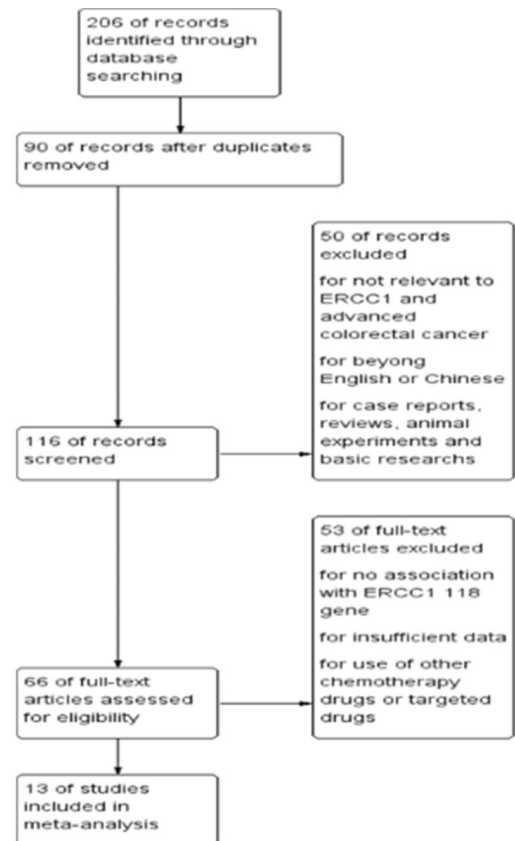 206 of records
identified through
database
searching
90 of records after duplicates
removed
50 of records
excluded
for not relevant to
ERCC1 and
advanced
colorectal cancer
for beyong
English or Chinese
for case reports,
reviews, animal
experiments and
basic researchs
116 of records
screened
53 of full-text
articles excluded
for no association
with ERCC1 118
gene
for insufficient data
for use of other
chemotherapy
drugs or targeted
drugs
66 of full-text
articles assessed
for eligibility
13 of studies
included in
meta-analysis